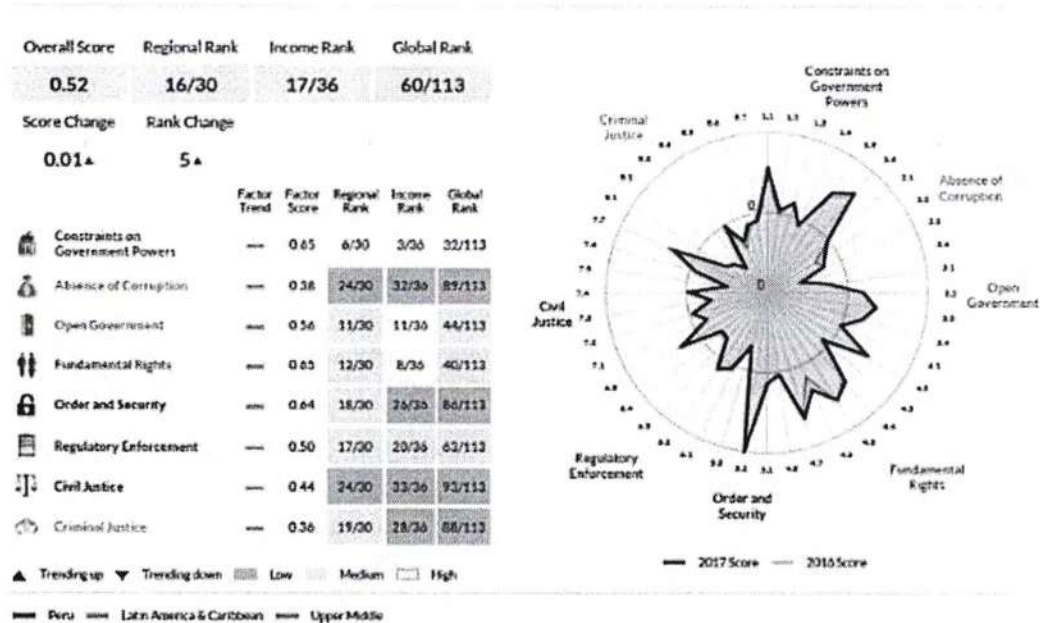 Overall Score Regional Rank Income Rank Global Rank
0.52 16/30 17/36 60/113
Score Change Rank Change
0.01▲ 5▲
Factor Trend Factor Score Regional Rank Income Rank Global Rank
Constraints on Government Powers 0.65 6/30 3/36 32/113
Absence of Corruption 0.38 24/30 32/36 89/113
Open Government 0.56 11/30 11/36 44/113
Fundamental Rights 0.65 12/30 8/36 40/113
Order and Security 0.64 18/30 26/36 86/113
Regulatory Enforcement 0.50 17/30 20/36 63/113
Civil Justice 0.44 24/30 33/36 93/113
Criminal Justice 0.36 19/30 28/36 88/113
▲ Trending up ▼ Trending down Low Medium High
Peru Latin America & Caribbean Upper Middle
Constraints on
Government
Powers
Absence of
Corruption
Open
Government
Fundamental
Rights
Order and
Security
Regulatory
Enforcement
Civil
Justice
Criminal
Justice
2017 Score 2016 Score